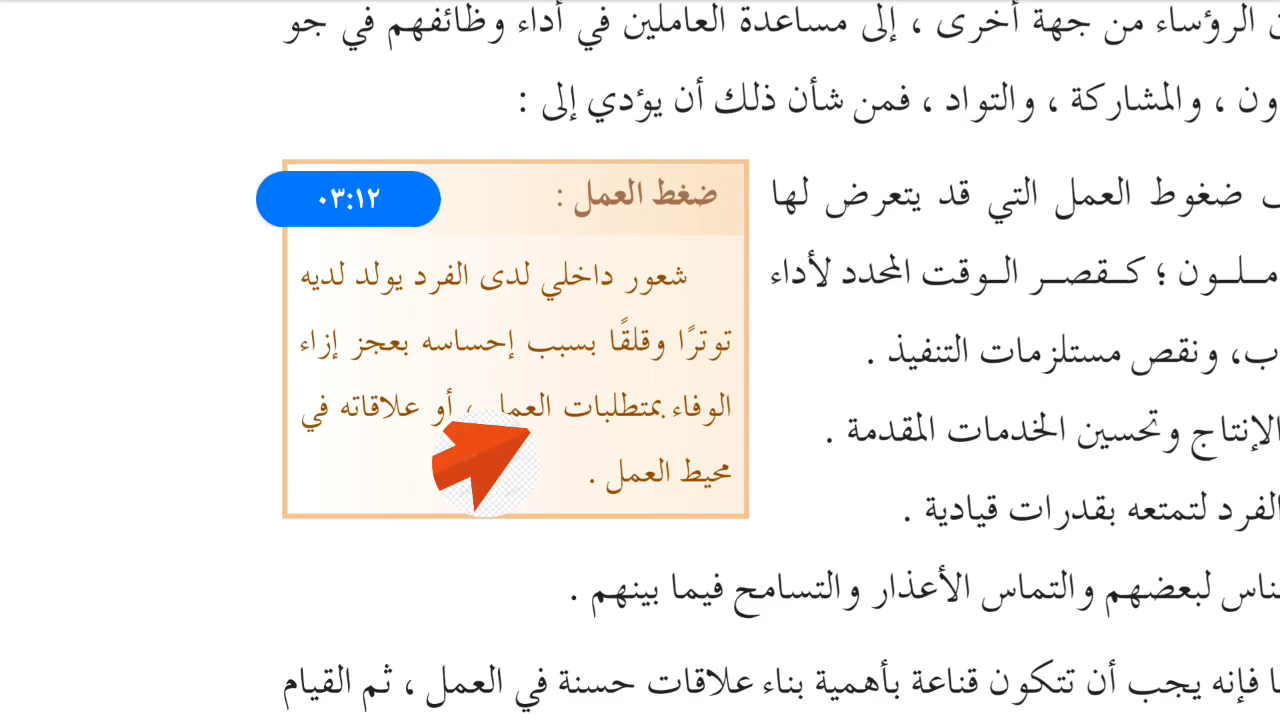 الرؤساء من جهة أخرى ، إلى مساعدة العاملين في أداء وظائفهم في جو
ون ، والمشاركة ، والتواد ، فمن شأن ذلك أن يؤدي إلى :
ضغوط العمل التي قد يتعرض لها
ملون ؛ كقصر الوقت المحدد لأداء
، ونقص مستلزمات التنفيذ .
الإنتاج وتحسين الخدمات المقدمة .
الفرد لتمتعه بقدرات قيادية .
ضغط العمل :
٠٣:١٢
شعور داخلي لدى الفرد يولد لديه
توترًا وقلقًا بسبب إحساسه بعجز إزاء
الوفاء بمتطلبات العمل ، أو علاقاته في
محيط العمل .
لبعضهم والتماس الأعذار والتسامح فيما بينهم .
فإنه يجب أن تتكون قناعة بأهمية بناء علاقات حسنة في العمل ، ثم القيام